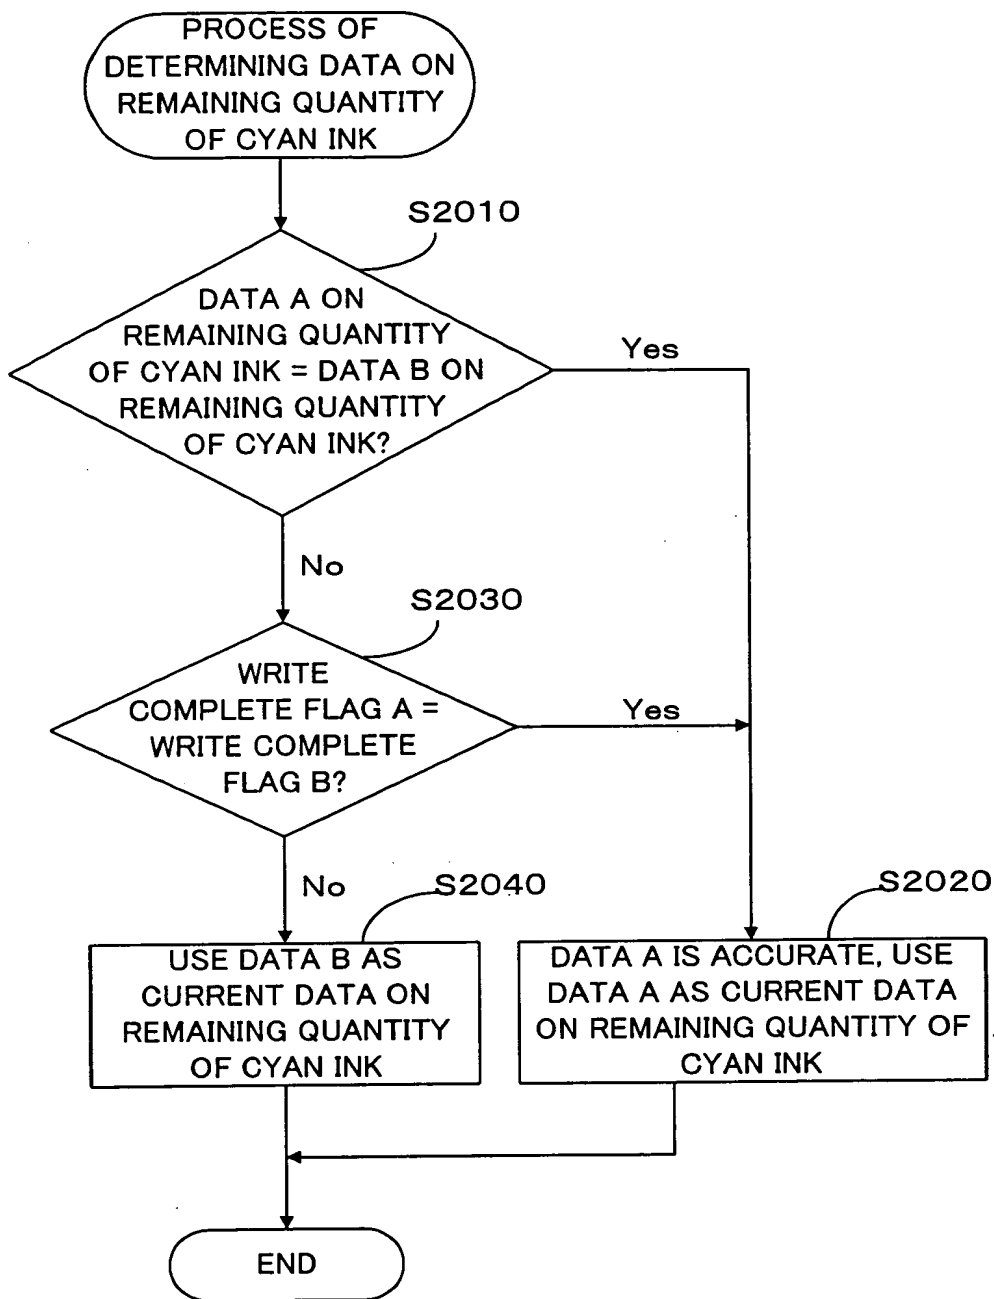 PROCESS OF
DETERMINING DATA ON
REMAINING QUANTITY
OF CYAN INK
S2010
DATA A ON
REMAINING QUANTITY
OF CYAN INK = DATA B ON
REMAINING QUANTITY
OF CYAN INK?
Yes
No
S2030
WRITE
COMPLETE FLAG A =
WRITE COMPLETE
FLAG B?
Yes
No
S2040
USE DATA B AS
CURRENT DATA ON
REMAINING QUANTITY
OF CYAN INK
S2020
DATA A IS ACCURATE, USE
DATA A AS CURRENT DATA
ON REMAINING QUANTITY OF
CYAN INK
END